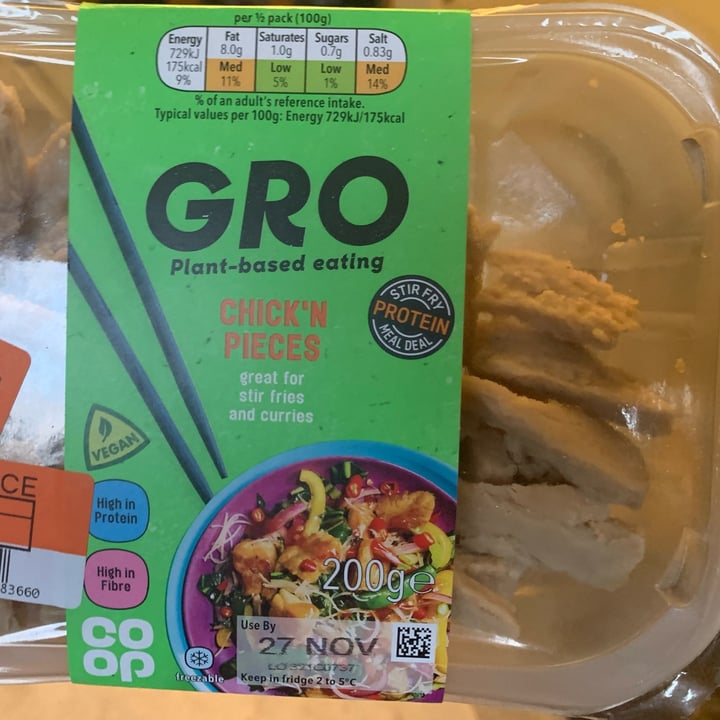 per ½ pack (100g)
Energy Fat Saturates Sugars Salt
729kJ 8.0g 1.0g 0.7g 0.83g
175kcal Med Low Low Med
9% 11% 5% 1% 14%
% of an adult's reference intake.
Typical values per 100g: Energy 729kJ/175kcal
GRO
Plant-based eating
CHICK'N
PIECES
STIR FRY
PROTEIN
MEAL DEAL
great for
stir fries
and curries
VEGAN
High in
Protein
High in
Fibre
CE
83660
200g e
CO
OP
freezable
Use By
27 NOV
Keep in fridge 2 to 5°C